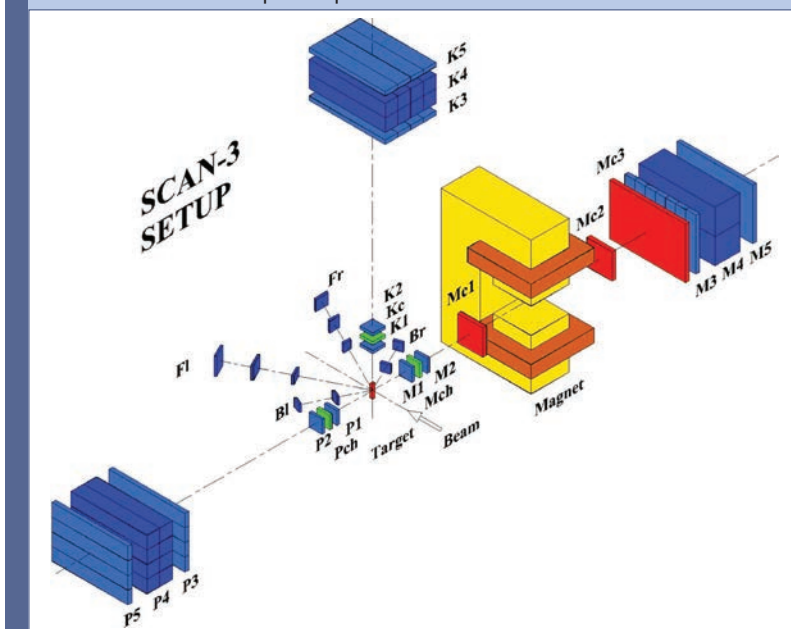 K5
K4
K3
SCAN-3
SETUP
Mc3
Mc2
Mc1
Fr
K2
Kc
K1
Br
M3 M4 M5
Fl
M1 M2
Mch
Magnet
Bl
P2 P1
Pch
Target
Beam
P5 P4 P3